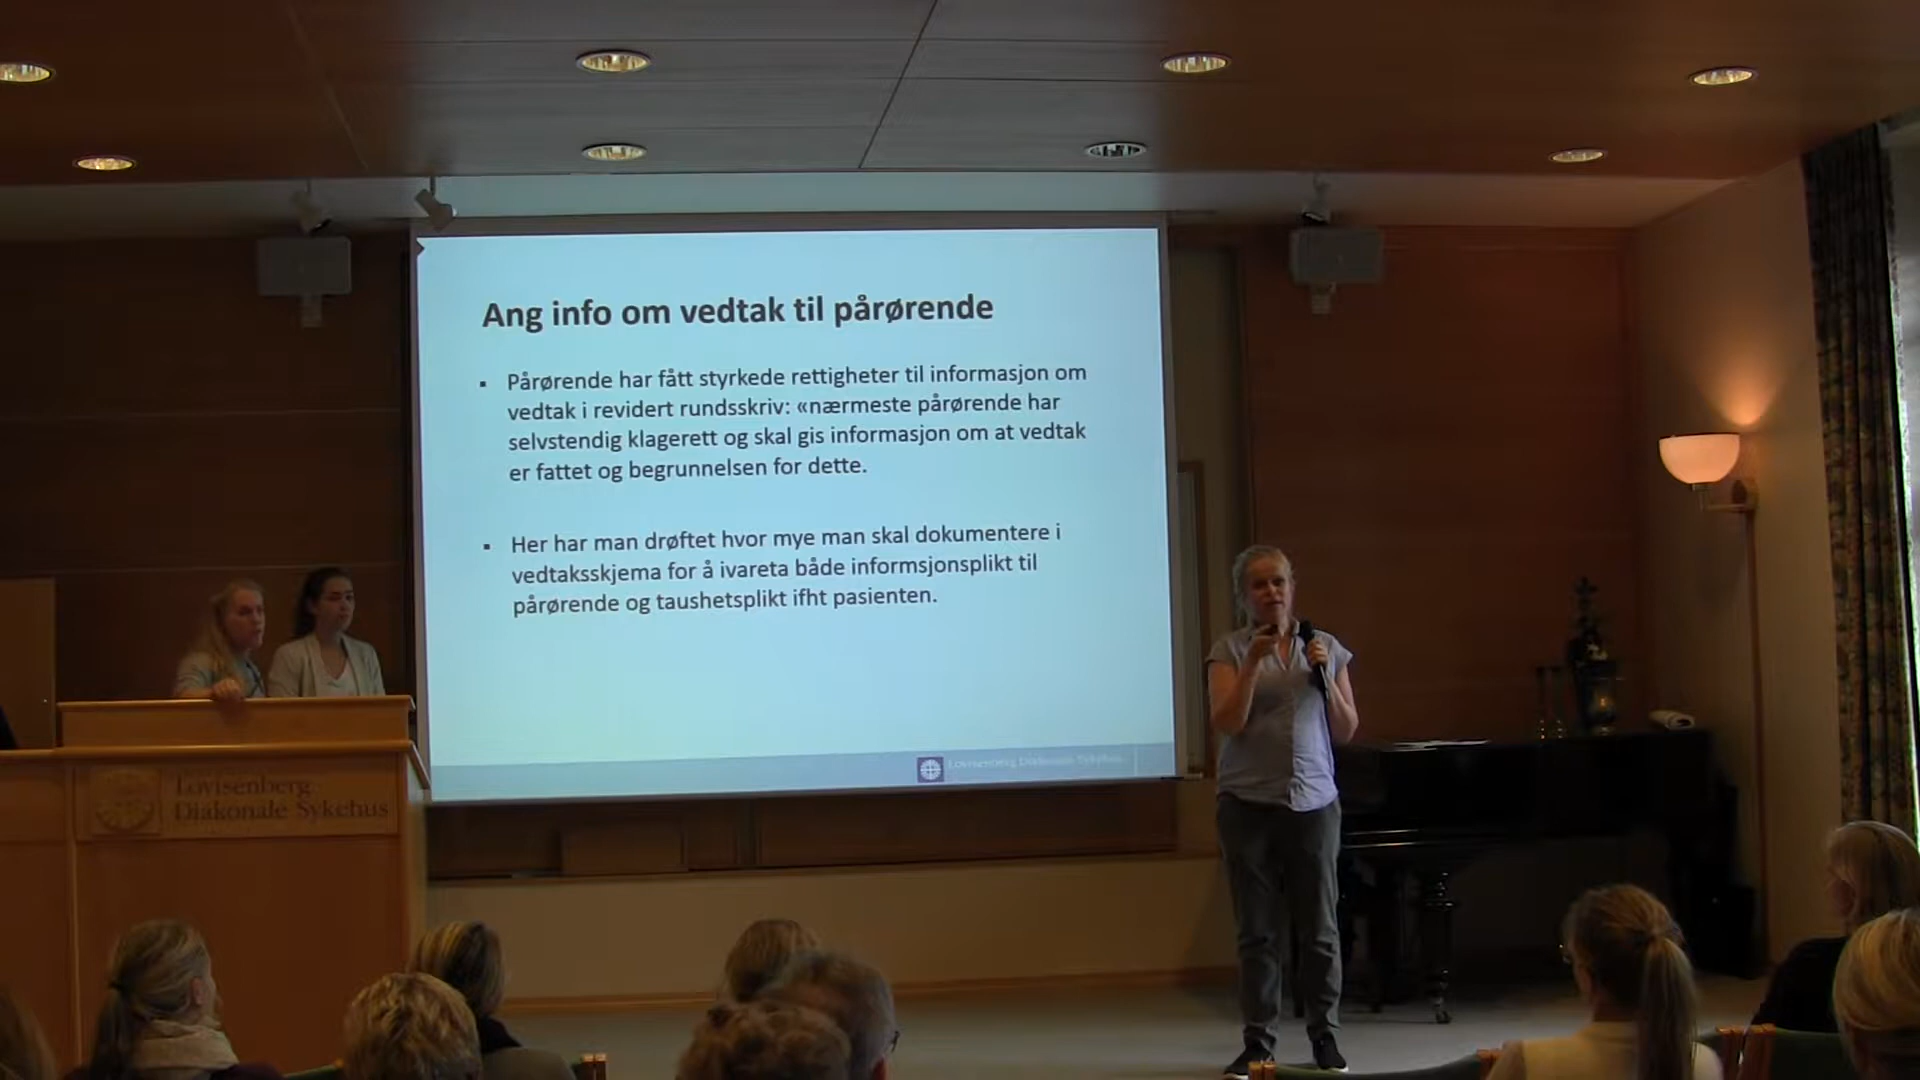 Ang info om vedtak til pårørende
▪ Pårørende har fått styrkede rettigheter til informasjon om
vedtak i revidert rundsskriv: «nærmeste pårørende har
selvstendig klagerett og skal gis informasjon om at vedtak
er fattet og begrunnelsen for dette.
▪ Her har man drøftet hvor mye man skal dokumentere i
vedtaksskjema for å ivareta både informsjonsplikt til
pårørende og taushetsplikt ifht pasienten.
Lovisenberg Diakonale Sykehus
Lovisenberg
Diakonale Sykehus